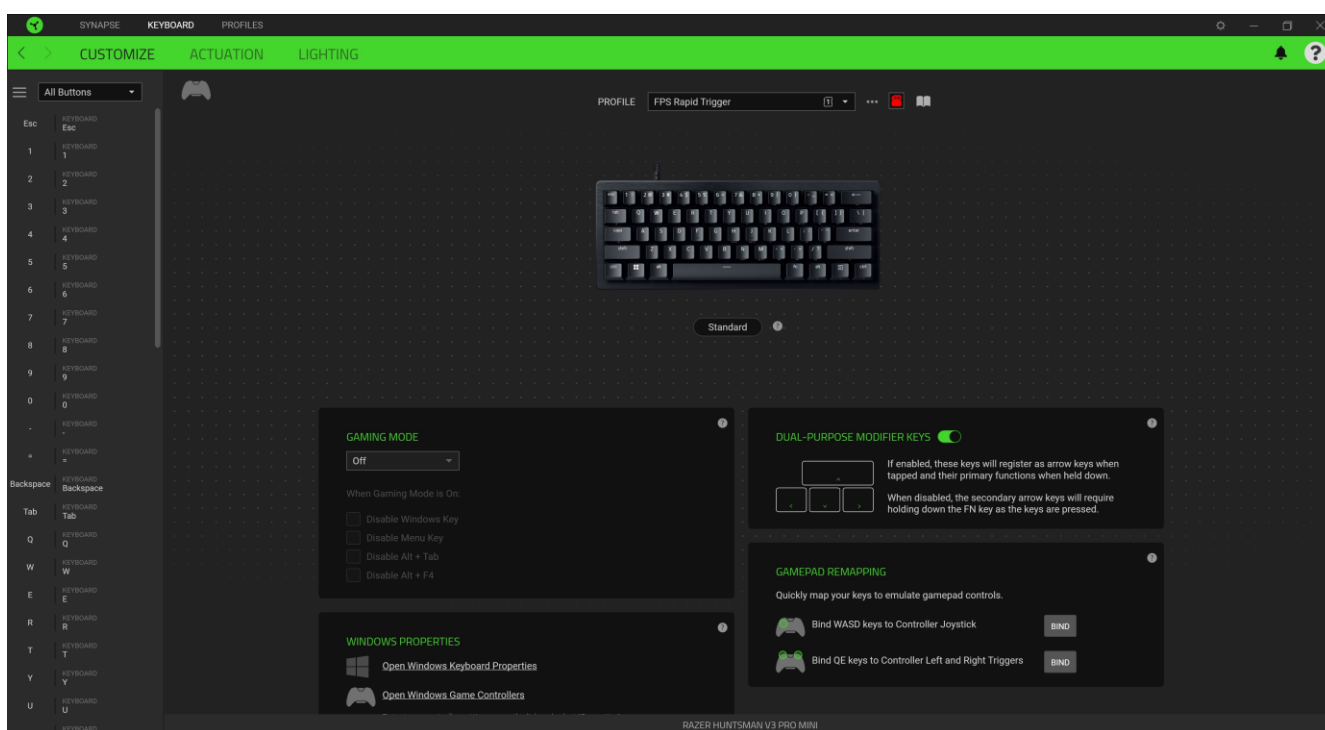 SYNAPSE KEYBOARD PROFILES
CUSTOMIZE ACTUATION LIGHTING
All Buttons
PROFILE FPS Rapid Trigger 1
Esc KEYBOARD Esc
1 KEYBOARD 1
2 KEYBOARD 2
3 KEYBOARD 3
4 KEYBOARD 4
5 KEYBOARD 5
6 KEYBOARD 6
7 KEYBOARD 7
8 KEYBOARD 8
9 KEYBOARD 9
0 KEYBOARD 0
- KEYBOARD -
= KEYBOARD =
Backspace KEYBOARD Backspace
Tab KEYBOARD Tab
Q KEYBOARD Q
W KEYBOARD W
E KEYBOARD E
R KEYBOARD R
T KEYBOARD T
Y KEYBOARD Y
U KEYBOARD U
KEYBOARD
Standard
GAMING MODE
Off
When Gaming Mode is On:
Disable Windows Key
Disable Menu Key
Disable Alt + Tab
Disable Alt + F4
WINDOWS PROPERTIES
Open Windows Keyboard Properties
Open Windows Game Controllers
DUAL-PURPOSE MODIFIER KEYS
If enabled, these keys will register as arrow keys when
tapped and their primary functions when held down.
When disabled, the secondary arrow keys will require
holding down the FN key as the keys are pressed.
GAMEPAD REMAPPING
Quickly map your keys to emulate gamepad controls.
Bind WASD keys to Controller Joystick BIND
Bind QE keys to Controller Left and Right Triggers BIND
RAZER HUNTSMAN V3 PRO MINI